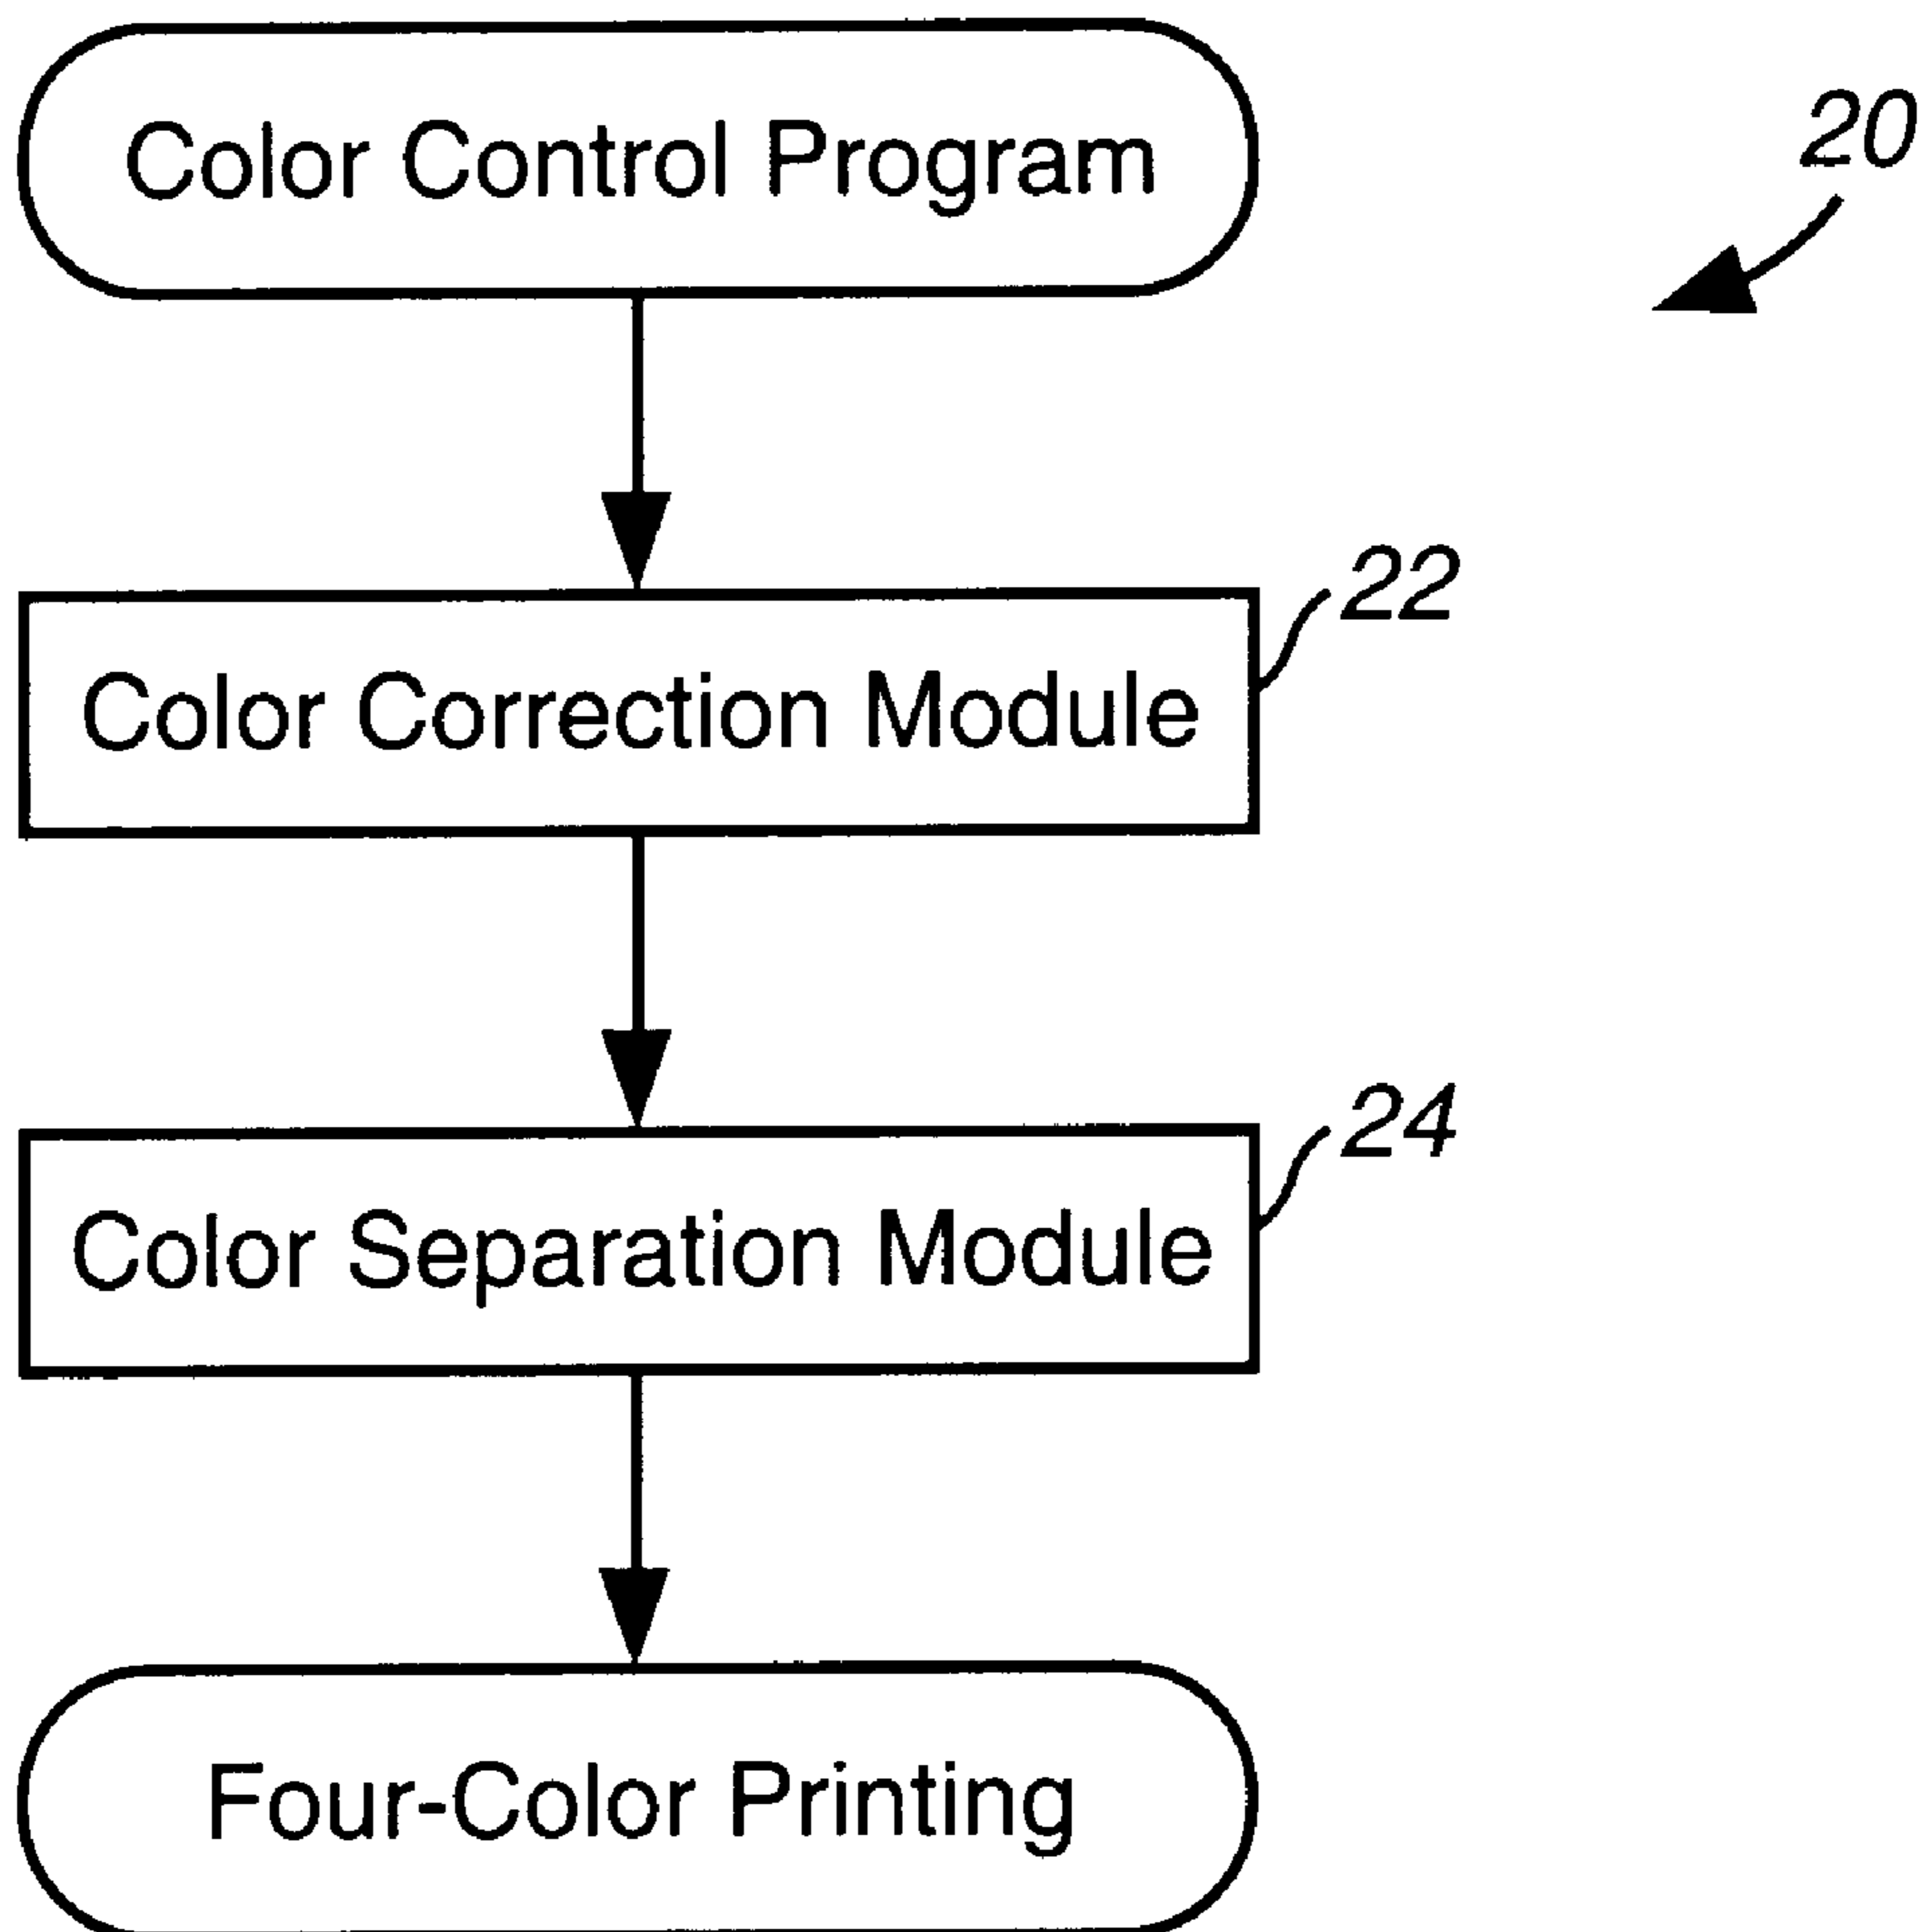 Color Control Program
20
22
Color Correction Module
24
Color Separation Module
Four-Color Printing